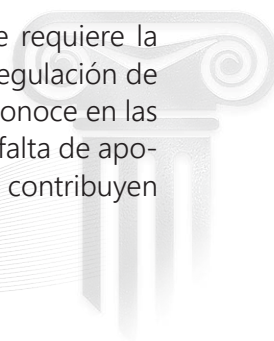 e requiere la
egulación de
onoce en las
falta de apo-
contribuyen